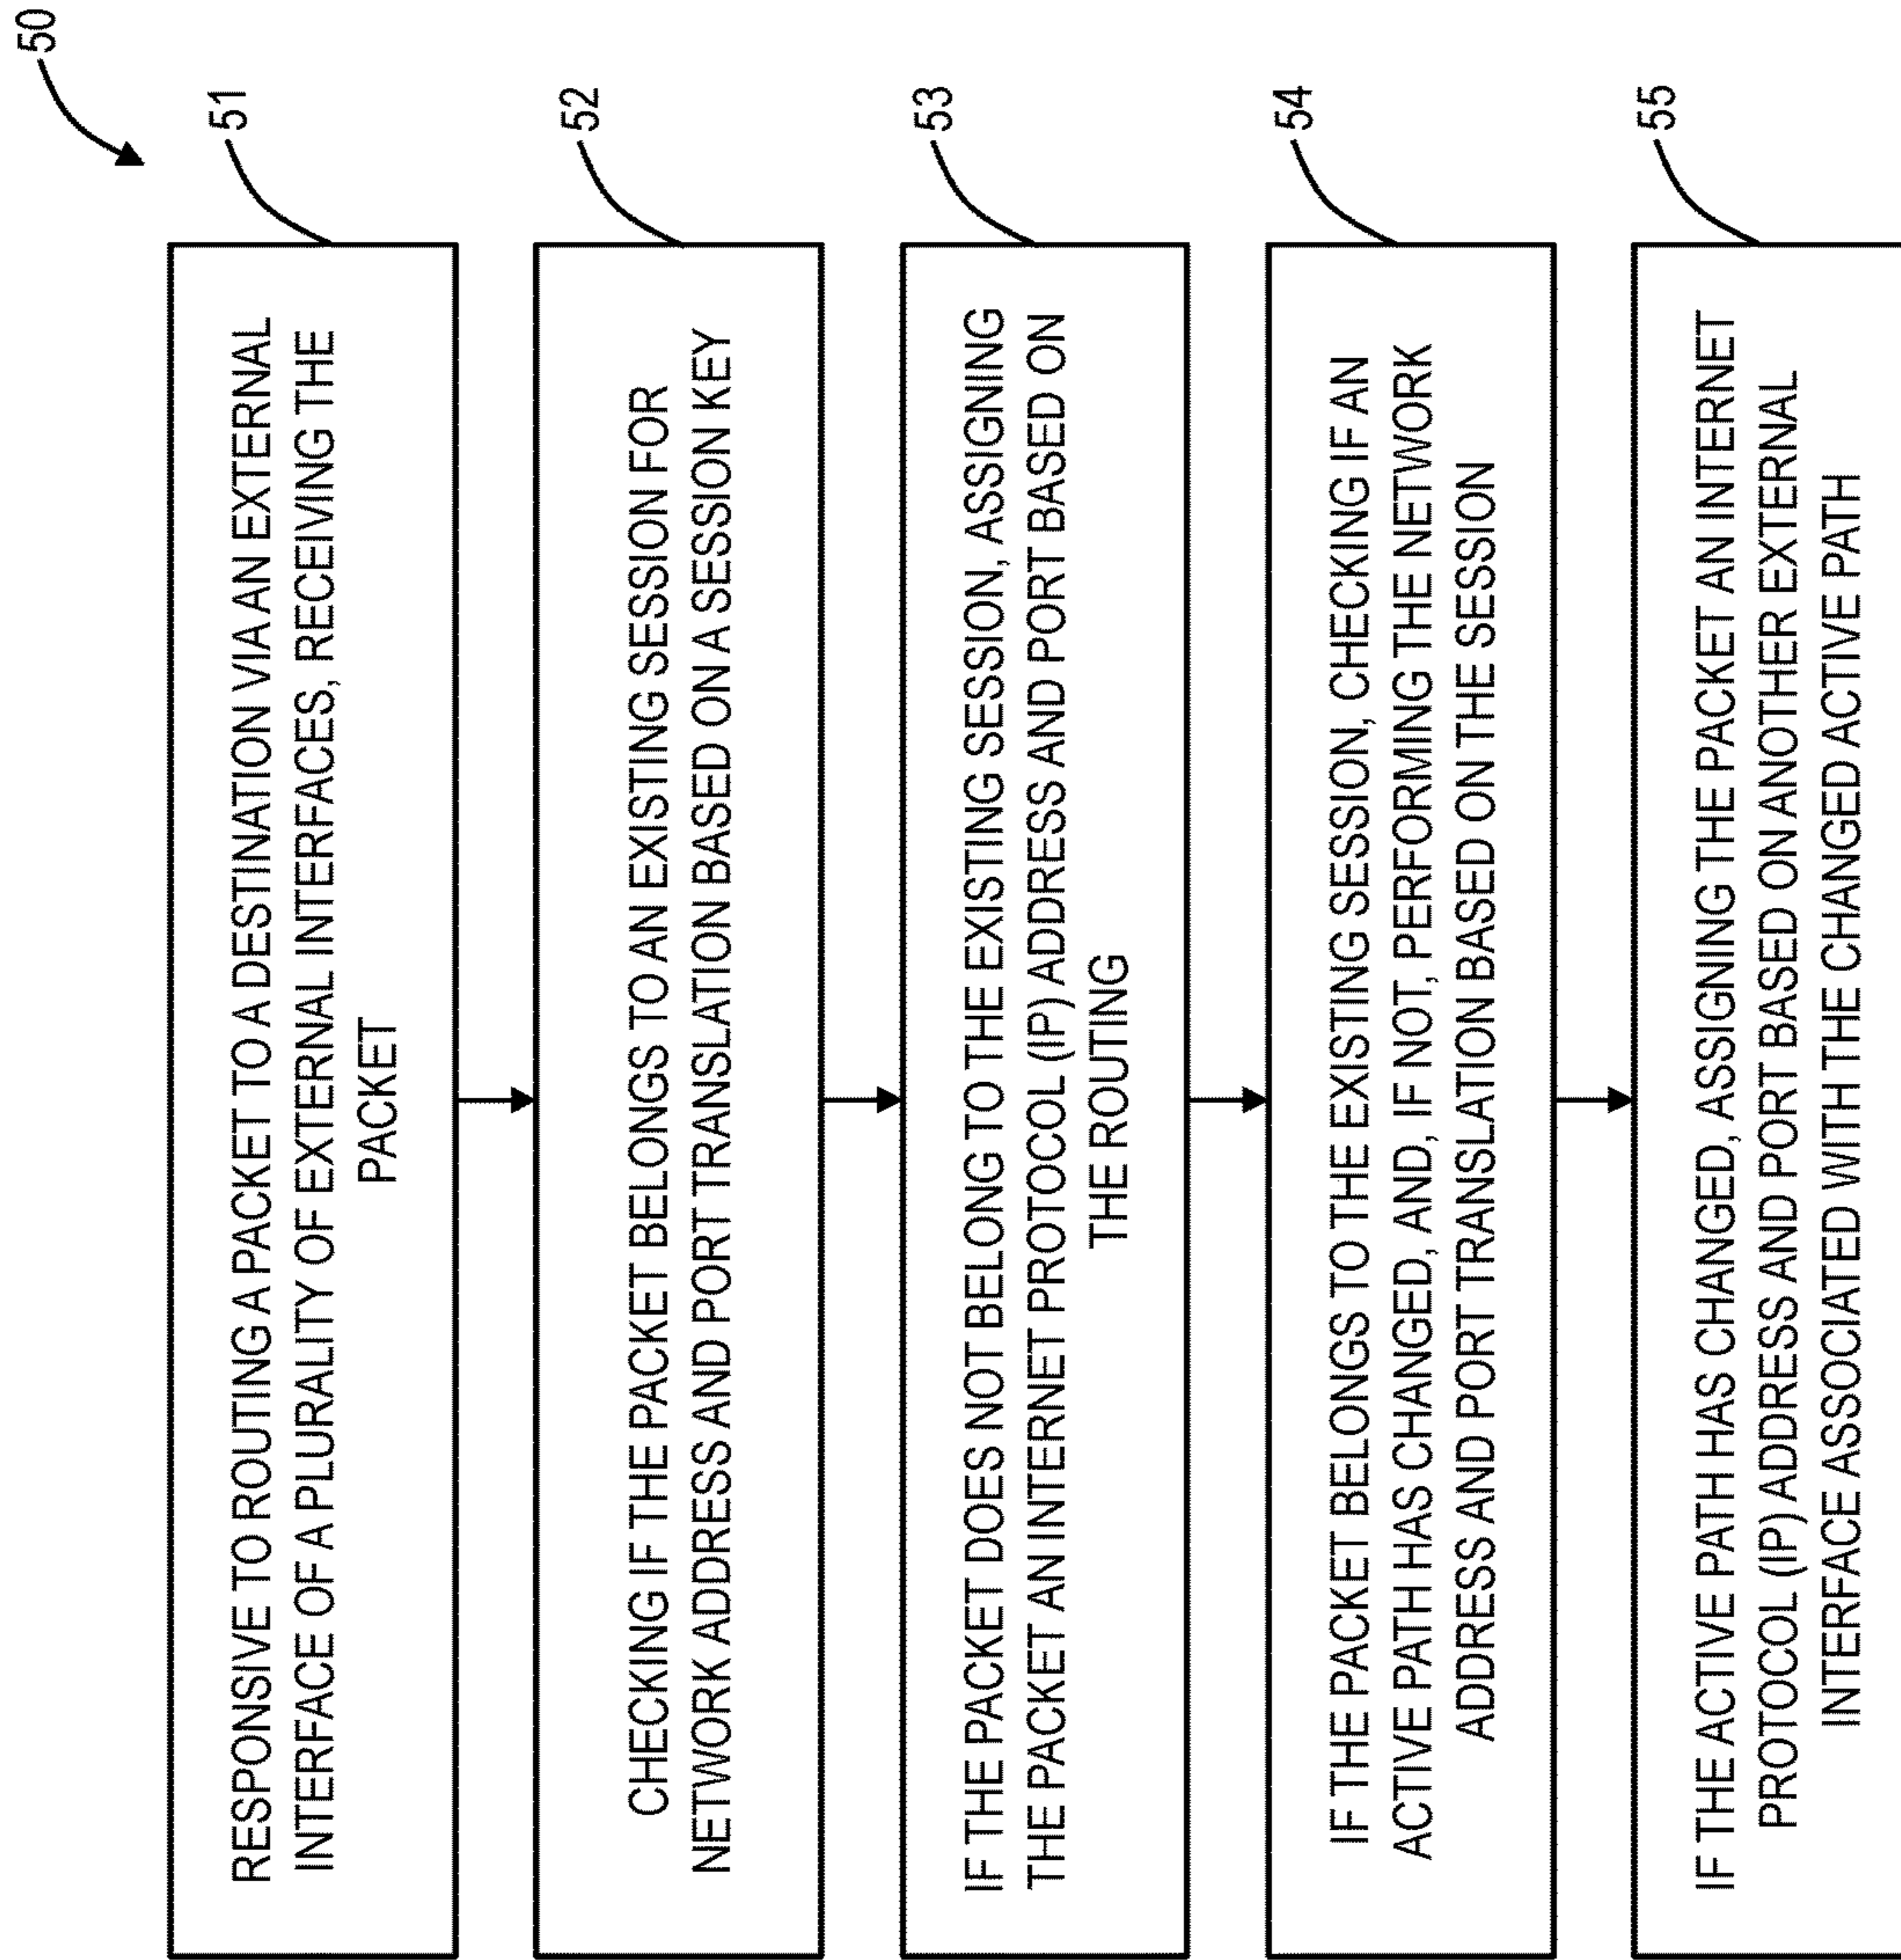 50
51
RESPONSIVE TO ROUTING A PACKET TO A DESTINATION VIA AN EXTERNAL
INTERFACE OF A PLURALITY OF EXTERNAL INTERFACES, RECEIVING THE
PACKET
52
CHECKING IF THE PACKET BELONGS TO AN EXISTING SESSION FOR
NETWORK ADDRESS AND PORT TRANSLATION BASED ON A SESSION KEY
53
IF THE PACKET DOES NOT BELONG TO THE EXISTING SESSION, ASSIGNING
THE PACKET AN INTERNET PROTOCOL (IP) ADDRESS AND PORT BASED ON
THE ROUTING
54
IF THE PACKET BELONGS TO THE EXISTING SESSION, CHECKING IF AN
ACTIVE PATH HAS CHANGED, AND, IF NOT, PERFORMING THE NETWORK
ADDRESS AND PORT TRANSLATION BASED ON THE SESSION
55
IF THE ACTIVE PATH HAS CHANGED, ASSIGNING THE PACKET AN INTERNET
PROTOCOL (IP) ADDRESS AND PORT BASED ON ANOTHER EXTERNAL
INTERFACE ASSOCIATED WITH THE CHANGED ACTIVE PATH